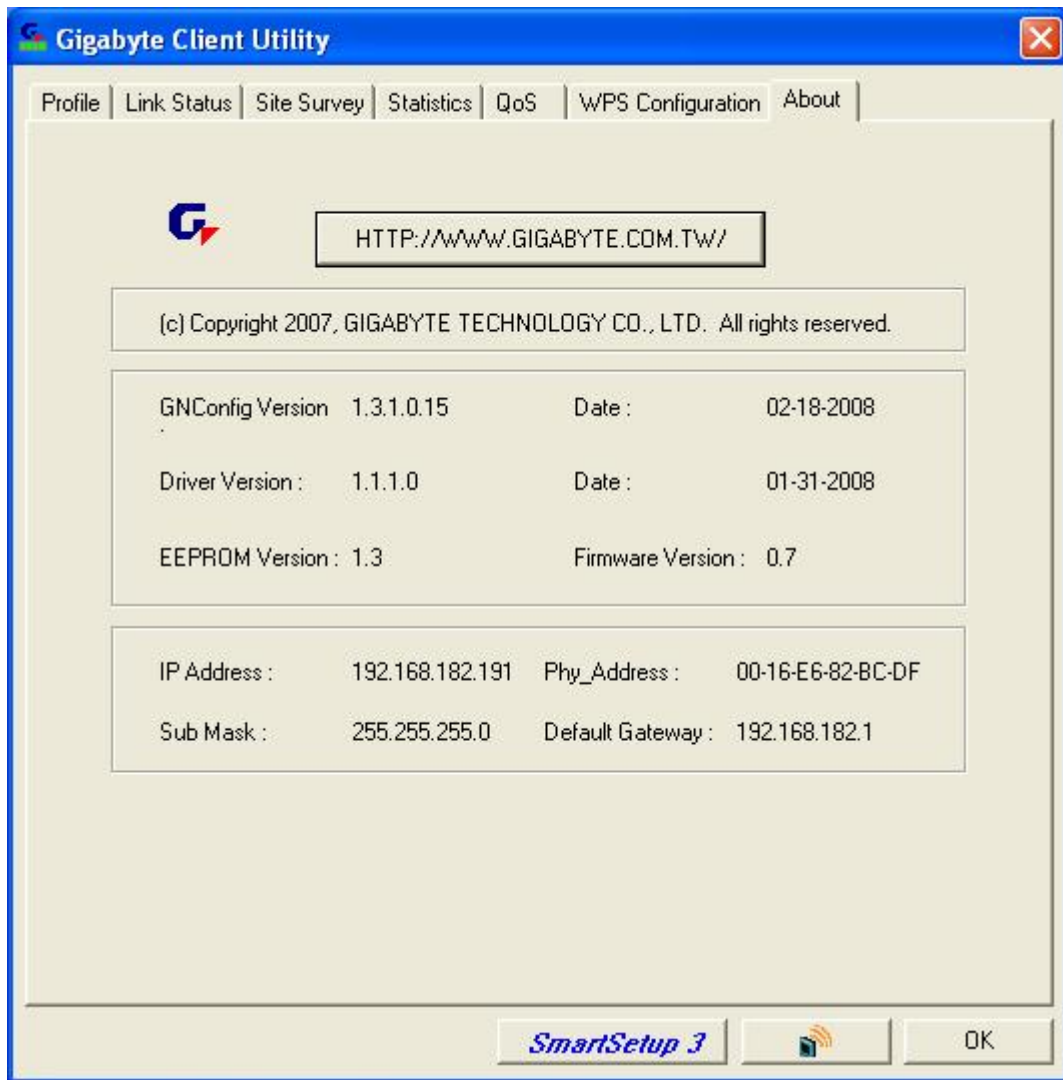 Gigabyte Client Utility
Profile Link Status Site Survey Statistics QoS WPS Configuration About
HTTP://WWW.GIGABYTE.COM.TW/
(c) Copyright 2007, GIGABYTE TECHNOLOGY CO., LTD. All rights reserved.
GNConfig Version 1.3.1.0.15 Date : 02-18-2008
Driver Version : 1.1.1.0 Date : 01-31-2008
EEPROM Version : 1.3 Firmware Version : 0.7
IP Address : 192.168.182.191 Phy_Address : 00-16-E6-82-BC-DF
Sub Mask : 255.255.255.0 Default Gateway : 192.168.182.1
SmartSetup 3 OK